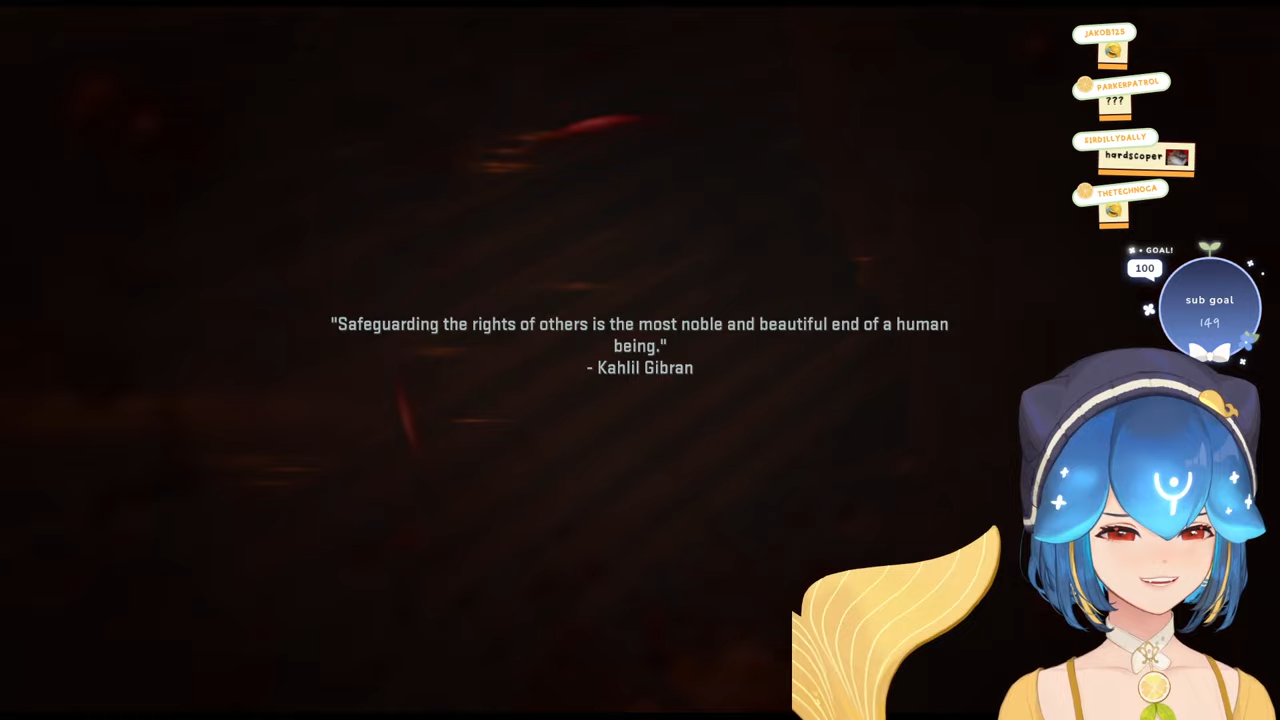 "Safeguarding the rights of others is the most noble and beautiful end of a human
being."
- Kahlil Gibran
JAKOB125
PARKERPATROL
???
EIRDILLYDALLY
hardscoper
THETECHNOCA
GOAL!
100
sub goal
149